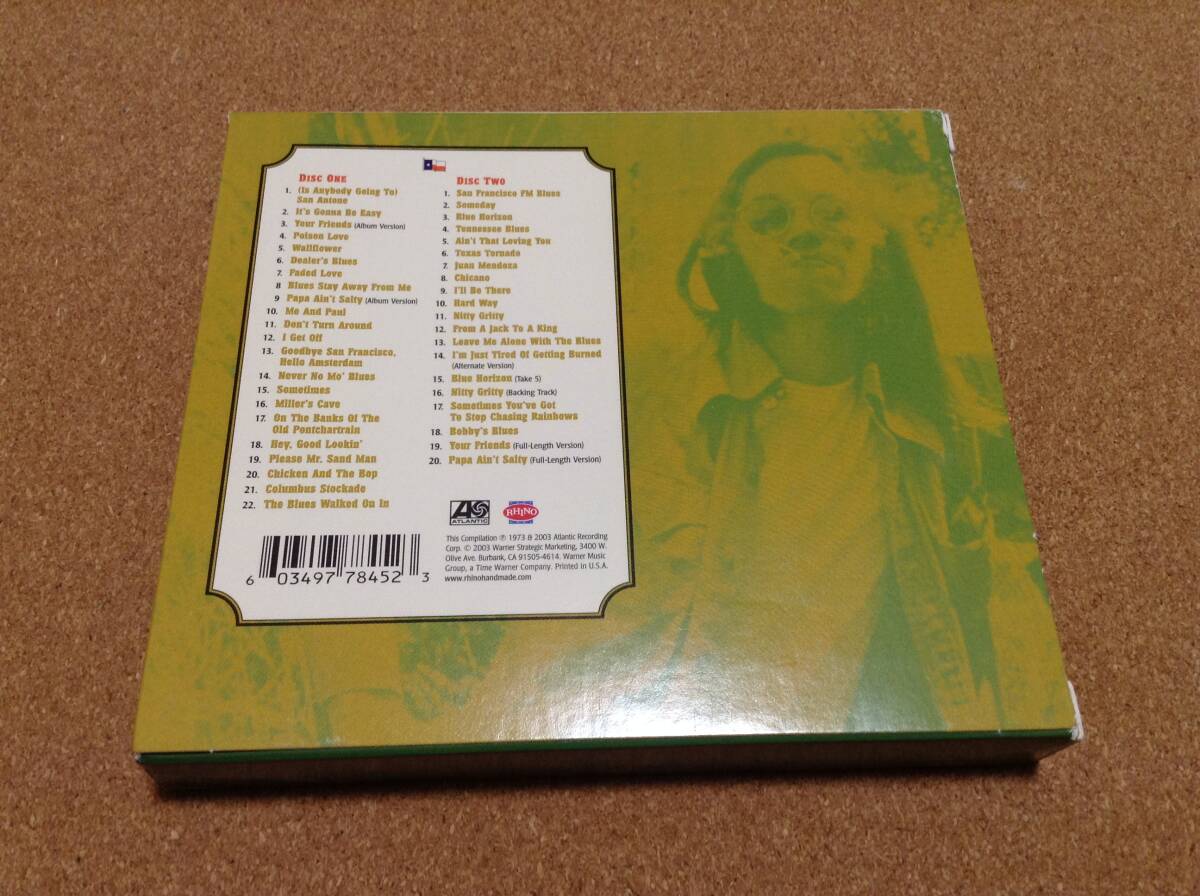 DISC ONE
1. (Is Anybody Going To)
San Antone
2. It's Gonna Be Easy
3. Your Friends (Album Version)
4. Poison Love
5. Wallflower
6. Dealer's Blues
7. Faded Love
8 Blues Stay Away From Me
9 Papa Ain't Salty (Album Version)
10. Me And Paul
11. Don't Turn Around
12. I Get Off
13. Goodbye San Francisco,
Hello Amsterdam
14. Never No Mo' Blues
15. Sometimes
16. Miller's Cave
17. On The Banks Of The
Old Pontchartrain
18. Hey, Good Lookin'
19. Please Mr. Sand Man
20. Chicken And The Bop
21. Columbus Stockade
22. The Blues Walked On In
DISC TWO
1. San Francisco FM Blues
2. Someday
3. Blue Horizon
4. Tennessee Blues
5. Ain't That Loving You
6. Texas Tornado
7. Juan Mendoza
8. Chicano
9. I'll Be There
10. Hard Way
11. Nitty Gritty
12. From A Jack To A King
13. Leave Me Alone With The Blues
14. I'm Just Tired Of Getting Burned
(Alternate Version)
15. Blue Horizon (Take 5)
16. Nitty Gritty (Backing Track)
17. Sometimes You've Got
To Stop Chasing Rainbows
18. Bobby's Blues
19. Your Friends (Full-Length Version)
20. Papa Ain't Salty (Full-Length Version)
ATLANTIC
RHINO
This Compilation ℗ 1973 & 2003 Atlantic Recording
Corp. © 2003 Warner Strategic Marketing, 3400 W.
Olive Ave. Burbank, CA 91505-4614. Warner Music
Group, a Time Warner Company. Printed in U.S.A.
www.rhinohandmade.com
6 03497 78452 3